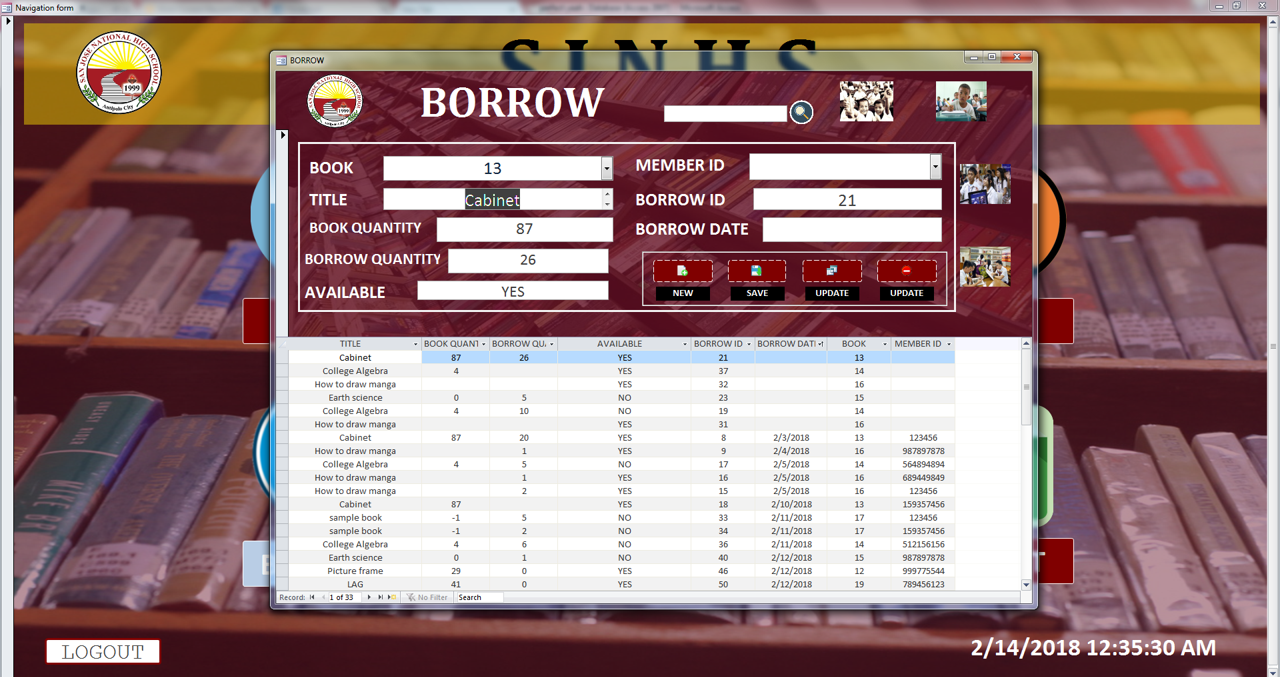 Navigation form
SJNHS
SAN JOSE NATIONAL HIGH SCHOOL
1999
Antipolo City
BORROW
SAN JOSE NATIONAL HIGH SCHOOL
1999
Antipolo City
BORROW
BOOK 13 MEMBER ID
TITLE Cabinet BORROW ID 21
BOOK QUANTITY 87 BORROW DATE
BORROW QUANTITY 26
AVAILABLE YES
NEW SAVE UPDATE UPDATE
TITLE BOOK QUANT BORROW QU AVAILABLE BORROW ID BORROW DATE BOOK MEMBER ID
Cabinet 87 26 YES 21 13
College Algebra 4 YES 37 14
How to draw manga YES 32 16
Earth science 0 5 NO 23 15
College Algebra 4 10 NO 19 14
How to draw manga YES 31 16
Cabinet 87 20 YES 8 2/3/2018 13 123456
How to draw manga 1 YES 9 2/4/2018 16 987897878
College Algebra 4 5 NO 17 2/5/2018 14 564894894
How to draw manga 1 YES 16 2/5/2018 16 689449849
How to draw manga 2 YES 15 2/5/2018 16 123456
Cabinet 87 YES 18 2/10/2018 13 159357456
sample book -1 5 NO 33 2/11/2018 17 123456
sample book -1 2 NO 34 2/11/2018 17 159357456
College Algebra 4 6 NO 36 2/11/2018 14 512156156
Earth science 0 1 NO 40 2/12/2018 15 987897878
Picture frame 29 0 YES 46 2/12/2018 12 999775544
LAG 41 0 YES 50 2/12/2018 19 789456123
Record: 1 of 33 No Filter Search
LOGOUT
2/14/2018 12:35:30 AM